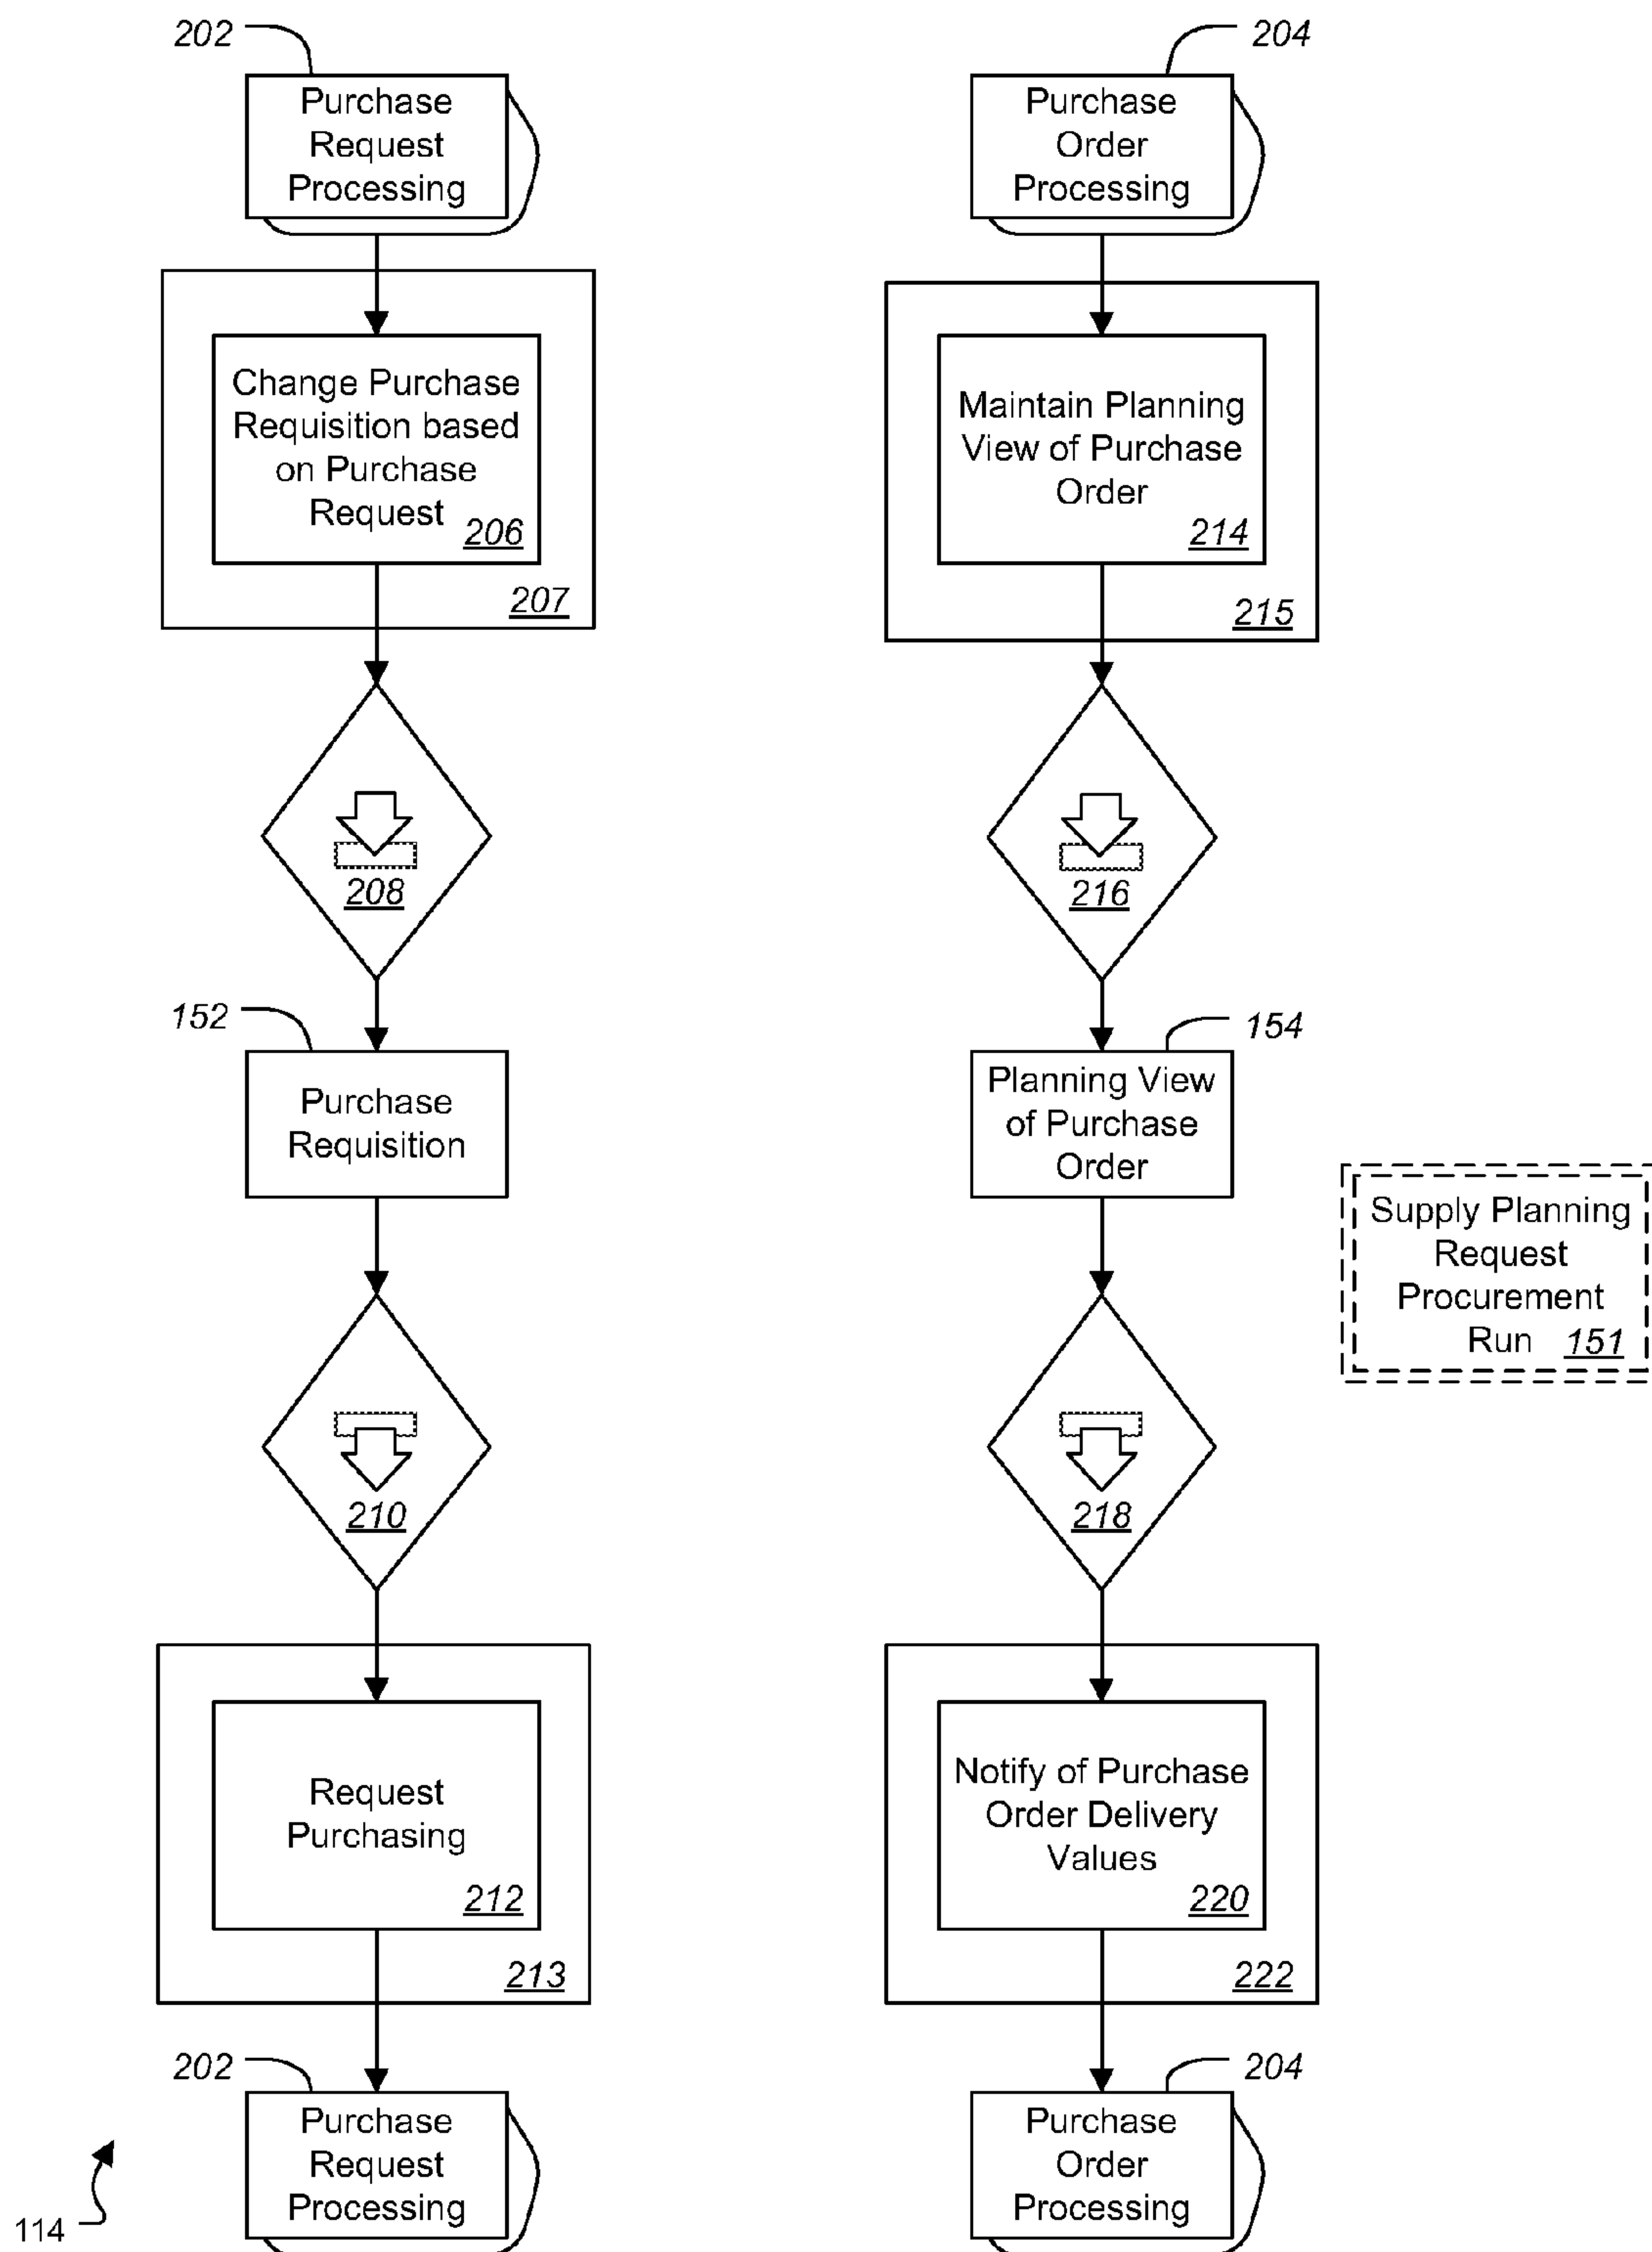 202
Purchase
Request
Processing
204
Purchase
Order
Processing
Change Purchase
Requisition based
on Purchase
Request 206
207
Maintain Planning
View of Purchase
Order
214
215
208
216
152
Purchase
Requisition
154
Planning View
of Purchase
Order
Supply Planning
Request
Procurement
Run 151
210
218
Request
Purchasing
212
213
Notify of Purchase
Order Delivery
Values
220
222
202
Purchase
Request
Processing
204
Purchase
Order
Processing
114